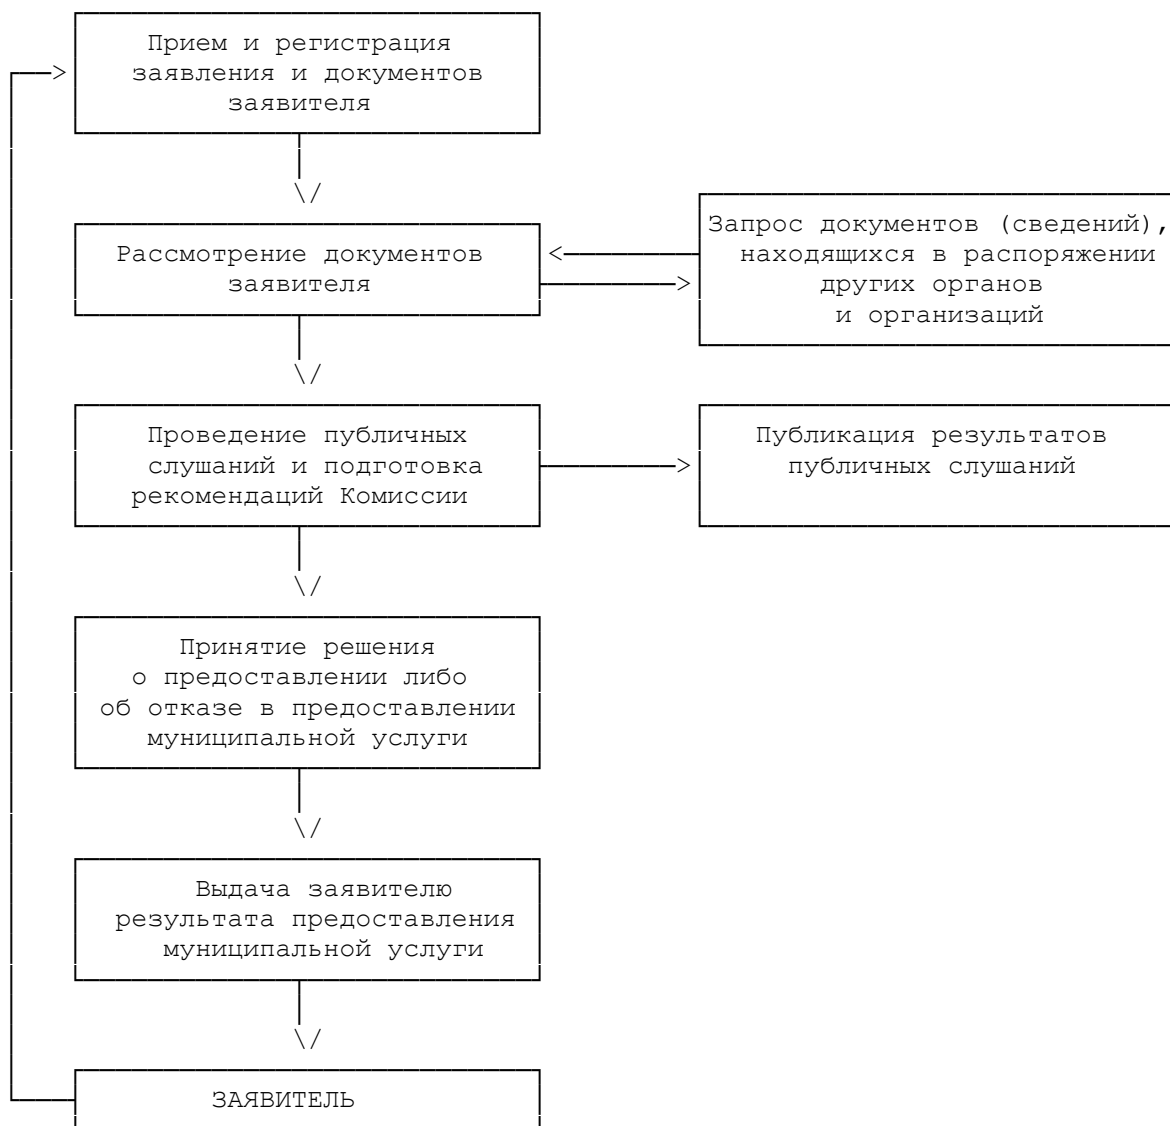 Прием и регистрация
заявления и документов
заявителя
Рассмотрение документов
заявителя
Запрос документов (сведений),
находящихся в распоряжении
других органов
и организаций
Проведение публичных
слушаний и подготовка
рекомендаций Комиссии
Публикация результатов
публичных слушаний
Принятие решения
о предоставлении либо
об отказе в предоставлении
муниципальной услуги
Выдача заявителю
результата предоставления
муниципальной услуги
ЗАЯВИТЕЛЬ